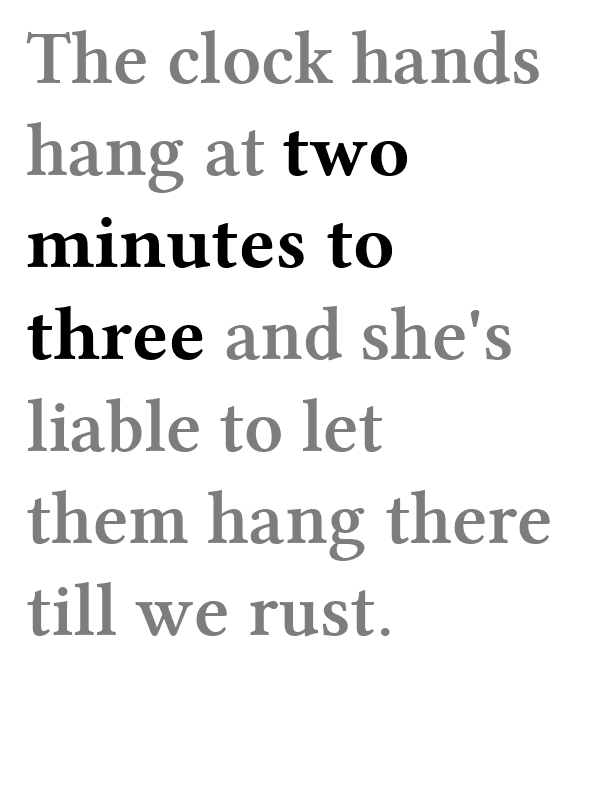 The clock hands
hang at two
minutes to
three and she's
liable to let
them hang there
till we rust.